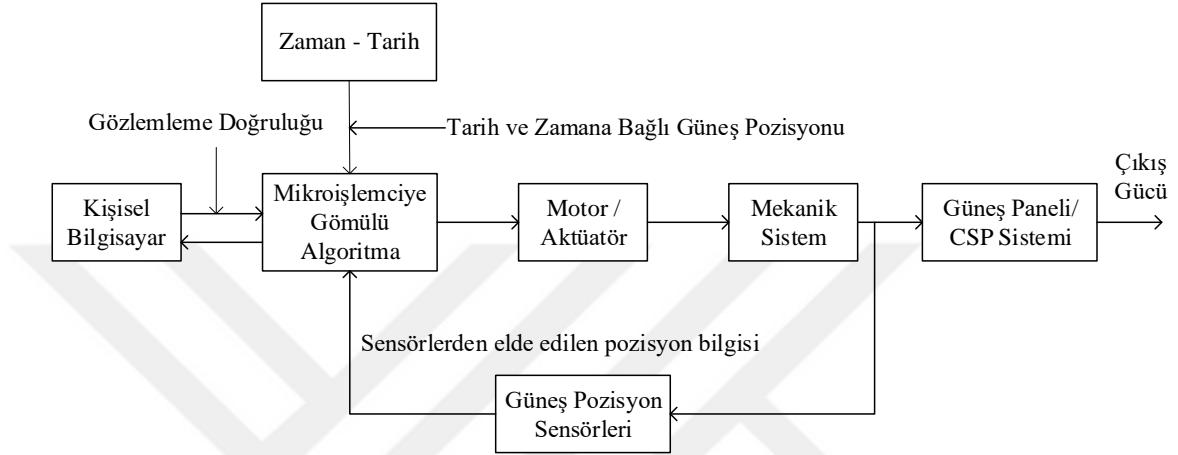 Zaman - Tarih
Gözlemleme Doğruluğu
Tarih ve Zamana Bağlı Güneş Pozisyonu
Kişisel
Bilgisayar
Mikroişlemciye
Gömülü
Algoritma
Motor /
Aktüatör
Mekanik
Sistem
Güneş Paneli/
CSP Sistemi
Çıkış
Gücü
Sensörlerden elde edilen pozisyon bilgisi
Güneş Pozisyon
Sensörleri